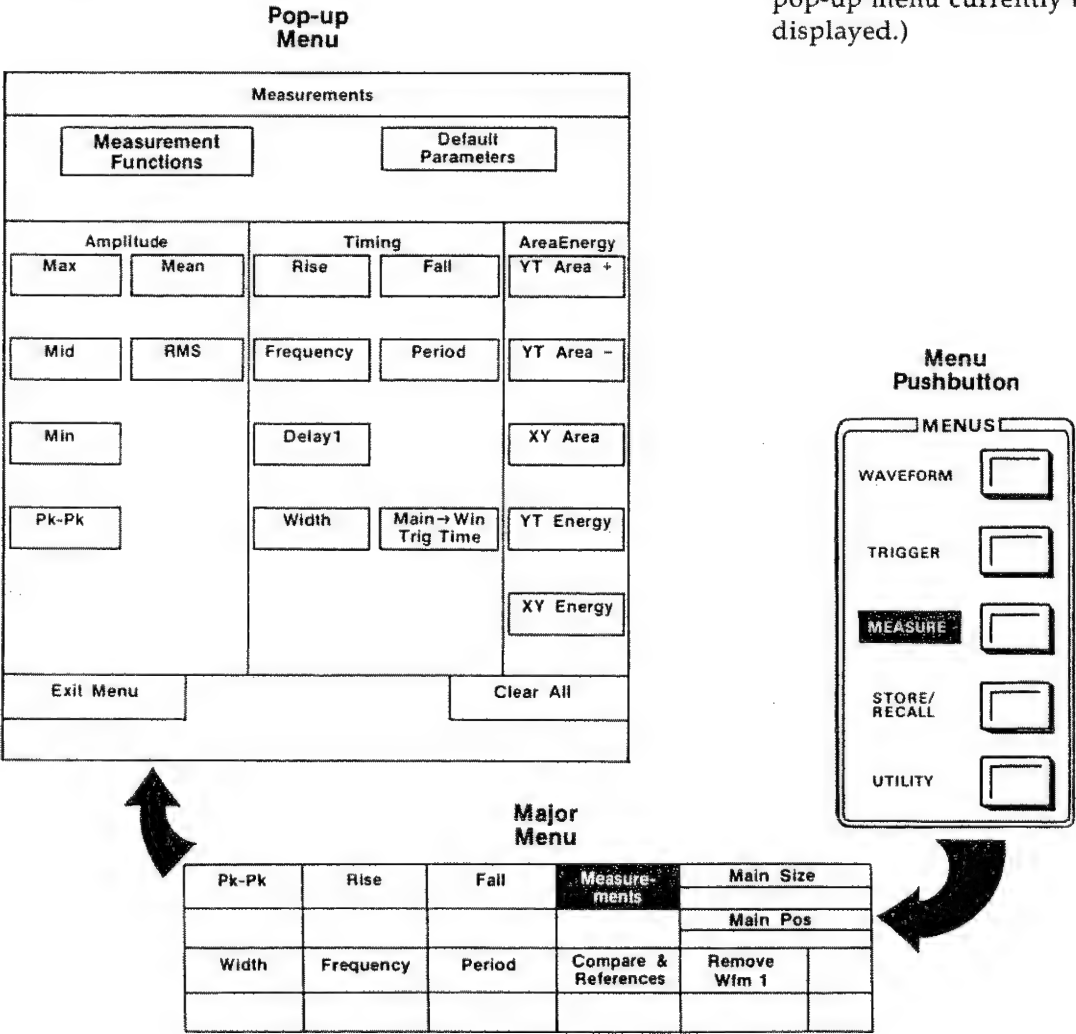 pop-up menu currently
displayed.)
Pop-up
Menu
Measurements
Measurement
Functions
Default
Parameters
Amplitude
Timing
AreaEnergy
Max
Mean
Rise
Fall
YT Area +
Mid
RMS
Frequency
Period
YT Area -
Min
Delay1
XY Area
Pk-Pk
Width
Main→Win
Trig Time
YT Energy
XY Energy
Exit Menu
Clear All
Menu
Pushbutton
MENUS
WAVEFORM
TRIGGER
MEASURE
STORE/
RECALL
UTILITY
Major
Menu
Pk-Pk
Rise
Fall
Measure-
ments
Main Size
Main Pos
Width
Frequency
Period
Compare &
References
Remove
Wfm 1